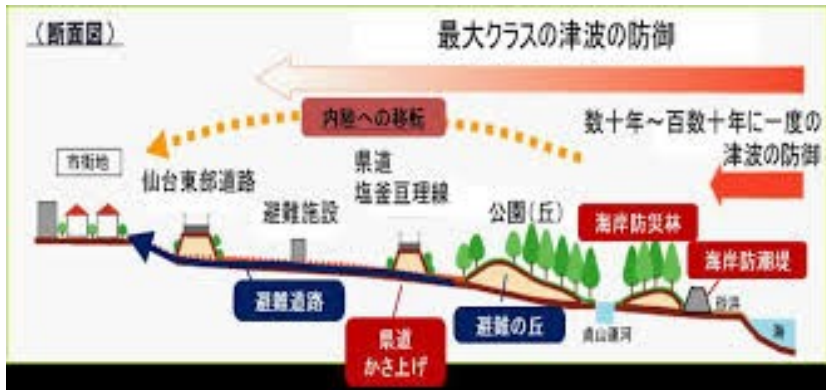 （断面図）
最大クラスの津波の防御
内陸への移転
数十年～百数十年に一度の
津波の防御
市街地
仙台東部道路
県道
塩釜亘理線
避難施設
公園(丘)
海岸防災林
海岸防潮堤
避難道路
県道
かさ上げ
避難の丘
貞山運河
砂浜
海